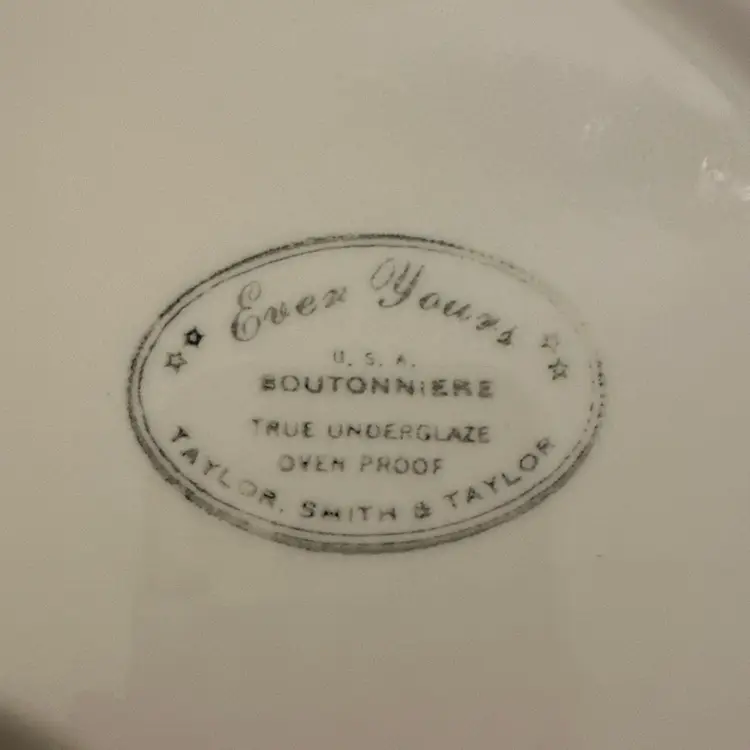 Ever Yours
U. S. A.
BOUTONNIERE
TRUE UNDERGLAZE
OVEN PROOF
TAYLOR, SMITH & TAYLOR